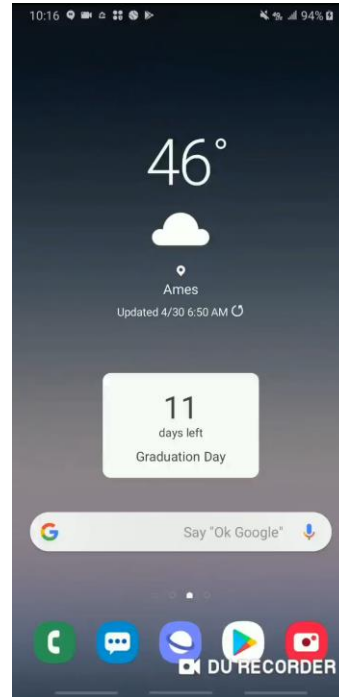 10:16 94%
46°
Ames
Updated 4/30 6:50 AM
11
days left
Graduation Day
G Say "Ok Google"
DU RECORDER